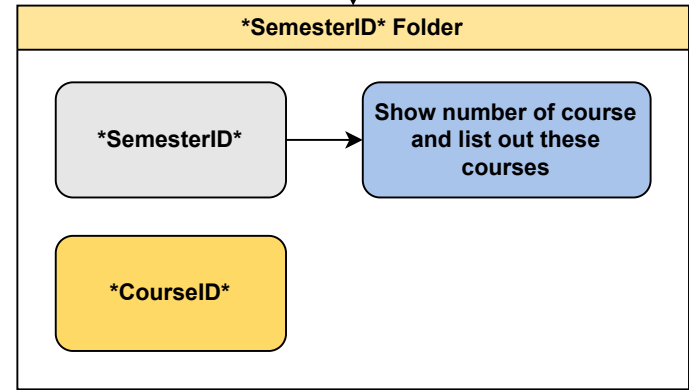 *SemesterID* Folder
*SemesterID*
Show number of course
and list out these
courses
*CourseID*